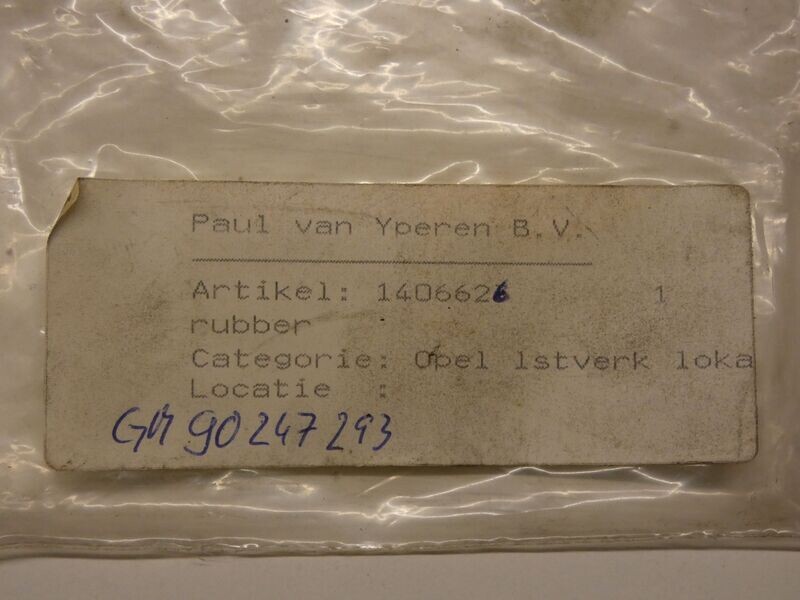 Paul van Yperen B.V.
Artikel: 1406626 1
rubber
Categorie: Opel lstverk loka
Locatie :
GM 90247293